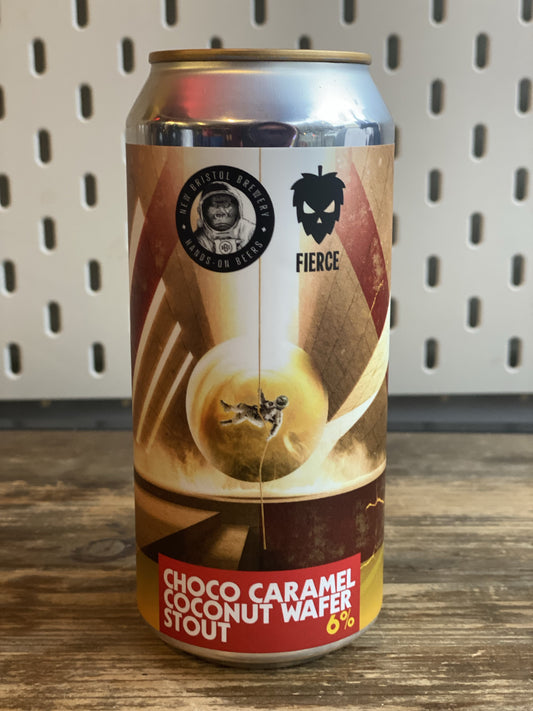 NEW BRISTOL BREWERY
HANDS-ON BEERS
FIERCE
CHOCO CARAMEL
COCONUT WAFER
STOUT 6%